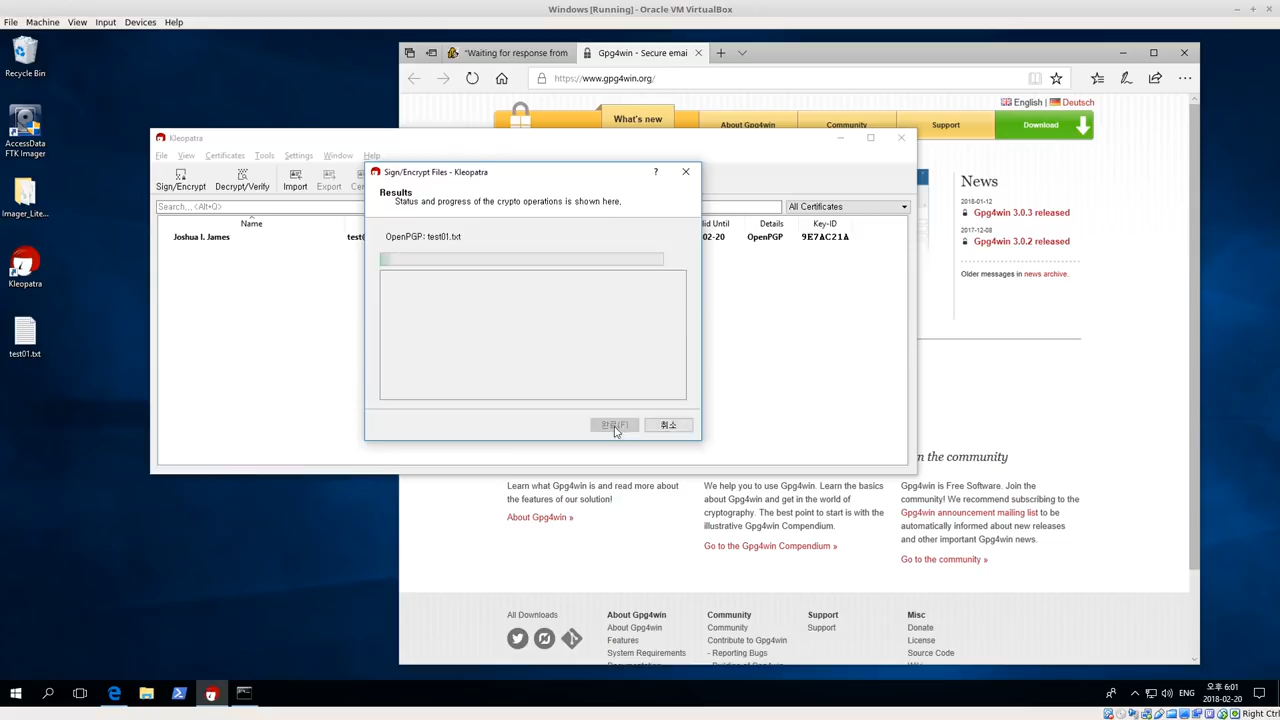 Windows [Running] - Oracle VM VirtualBox
File Machine View Input Devices Help
Recycle Bin
AccessData
FTK Imager
Imager_Lite...
Kleopatra
test01.txt
"Waiting for response from
Gpg4win - Secure emai
https://www.gpg4win.org/
English | Deutsch
What's new
About Gpg4win
Community
Support
Download
News
2018-01-12
Gpg4win 3.0.3 released
2017-12-08
Gpg4win 3.0.2 released
Older messages in news archive.
Kleopatra
File View Certificates Tools Settings Window Help
Sign/Encrypt Decrypt/Verify Import Export
Search... <Alt+Q>
All Certificates
Name
Details Key-ID
Joshua I. James
02-20 OpenPGP 9E7AC21A
Sign/Encrypt Files - Kleopatra
Results
Status and progress of the crypto operations is shown here.
OpenPGP: test01.txt
완료(F) 취소
the community
Learn what Gpg4win is and read more about
the features of our solution!
About Gpg4win »
We help you to use Gpg4win. Learn the basics
about Gpg4win and get in the world of
cryptography. The best point to start is with the
illustrative Gpg4win Compendium.
Go to the Gpg4win Compendium »
Gpg4win is Free Software. Join the
community! We recommend subscribing to the
Gpg4win announcement mailing list to be
automatically informed about new releases
and other important Gpg4win news.
Go to the community »
All Downloads
About Gpg4win
About Gpg4win
Features
System Requirements
Community
Community
Contribute to Gpg4win
- Reporting Bugs
Support
Support
Misc
Donate
License
Source Code
ENG
오후 6:01
2018-02-20
Right Ctrl